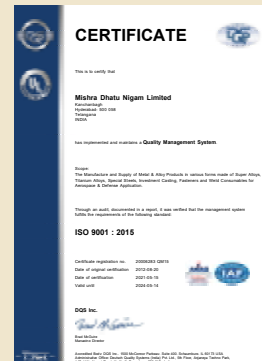 CERTIFICATE
This is to certify that
Mishra Dhatu Nigam Limited
Kanchanbagh
Hyderabad- 500 058
Telangana
INDIA
has implemented and maintains a Quality Management System.
Scope:
The Manufacture and Supply of Metal & Alloy Products in various forms made of Super Alloys,
Titanium Alloys, Special Steels, Investment Casting, Fasteners and Weld Consumables for
Aerospace & Defense Application.
Through an audit, documented in a report, it was verified that the management system
fulfills the requirements of the following standard:
ISO 9001 : 2015
Certificate registration no.
Date of original certification
Date of certification 2021-05-15
Valid until 2024-05-14
DQS Inc.
Brad McGuire
Managing Director